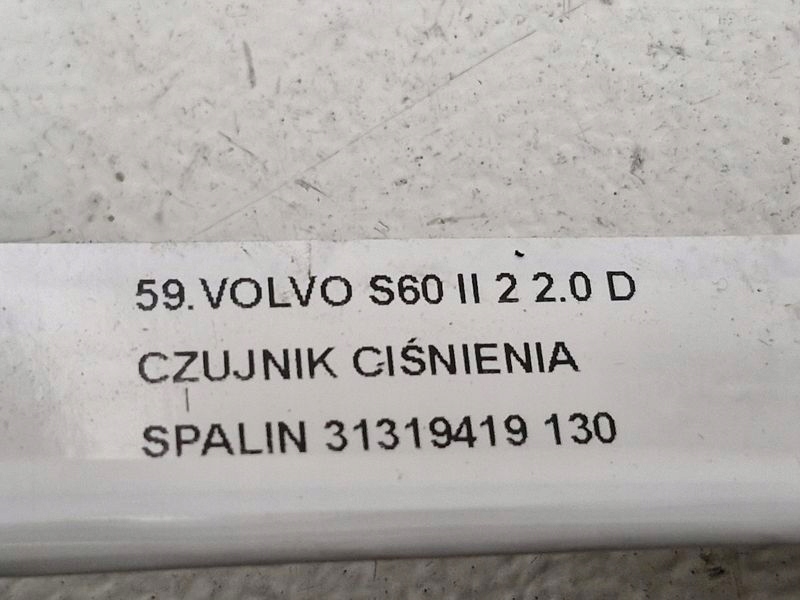 59.VOLVO S60 II 2 2.0 D
CZUJNIK CIŚNIENIA
SPALIN 31319419 130